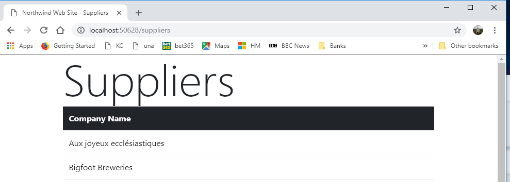 Northwind Web Site - Suppliers
localhost:50628/suppliers
Apps Getting Started KC una bet365 Maps HM BBC News Banks » Other bookmarks
Suppliers
Company Name
Aux joyeux ecclésiastiques
Bigfoot Breweries